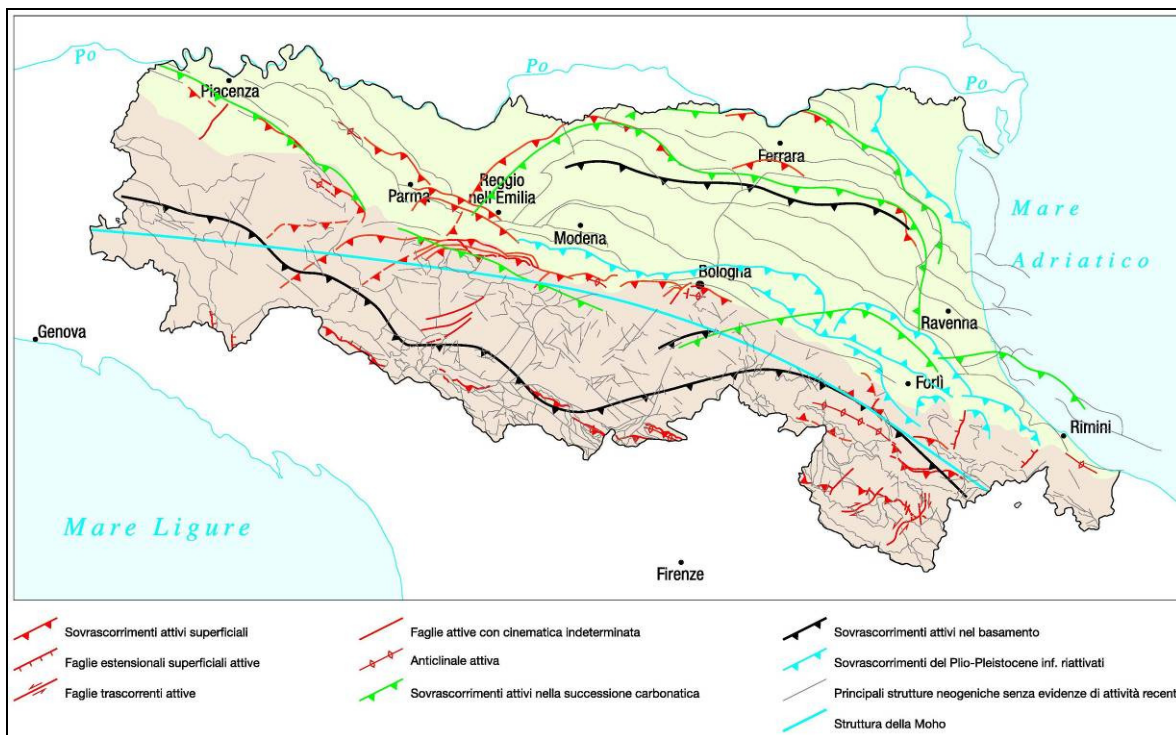 Po
Po
Po
Piacenza
Ferrara
Parma
Reggio
nell'Emilia
Modena
Mare
Adriatico
Bologna
Ravenna
Genova
Forlì
Rimini
Mare Ligure
Firenze
Sovrascorrimenti attivi superficiali
Faglie estensionali superficiali attive
Faglie trascorrenti attive
Faglie attive con cinematica indeterminata
Anticlinale attiva
Sovrascorrimenti attivi nella successione carbonatica
Sovrascorrimenti attivi nel basamento
Sovrascorrimenti del Plio-Pleistocene inf. riattivati
Principali strutture neogeniche senza evidenze di attività recent
Struttura della Moho